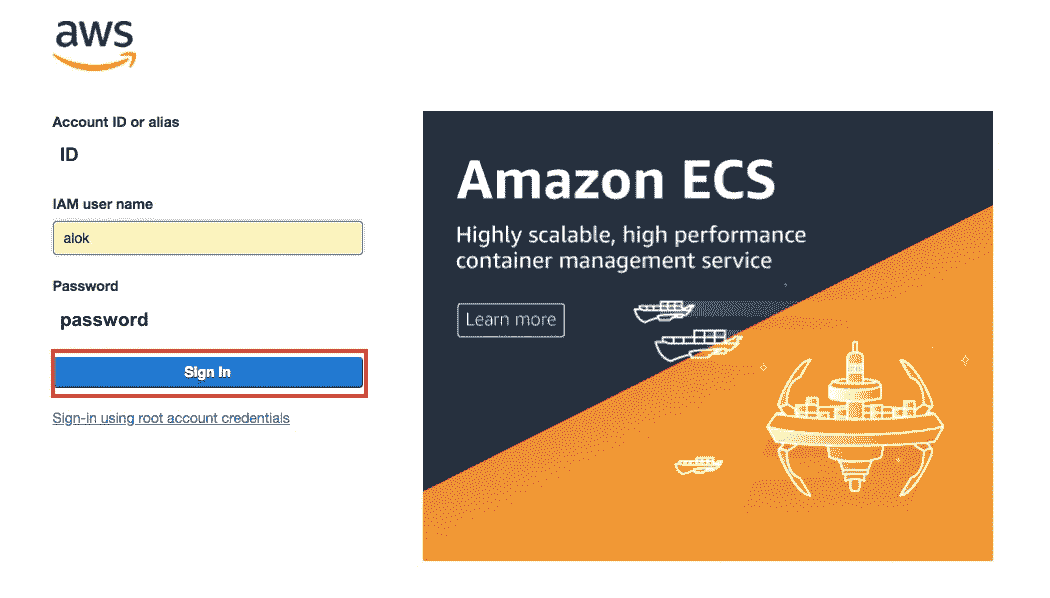 aws
Account ID or alias
ID
IAM user name
alok
Password
password
Sign In
Sign-in using root account credentials
Amazon ECS
Highly scalable, high performance
container management service
Learn more